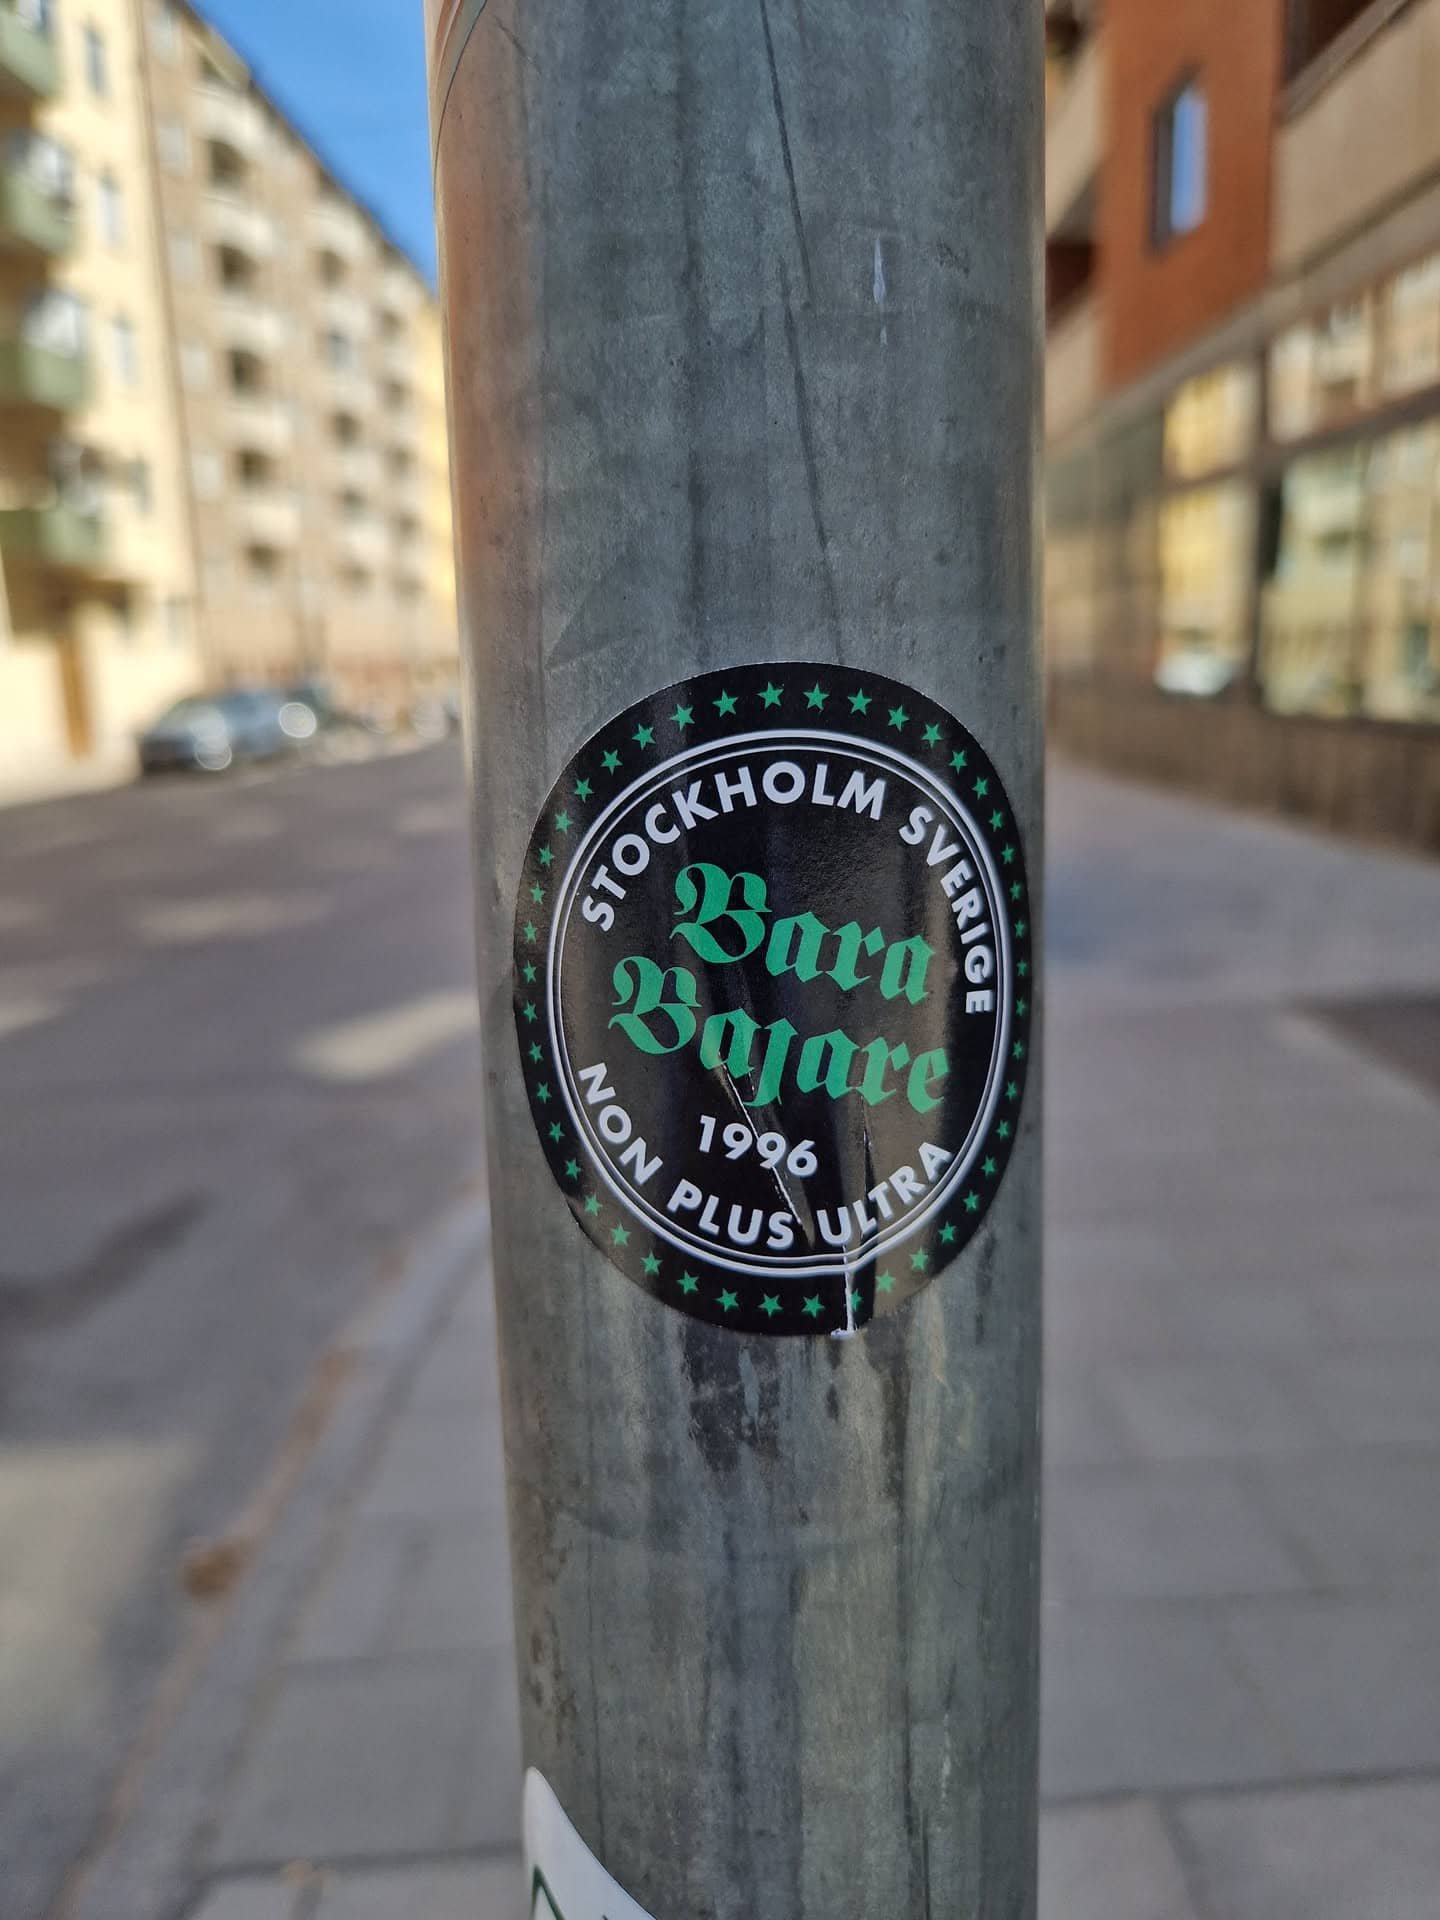 STOCKHOLM SVERIGE
Bara
Bajare
1996
NON PLUS ULTRA